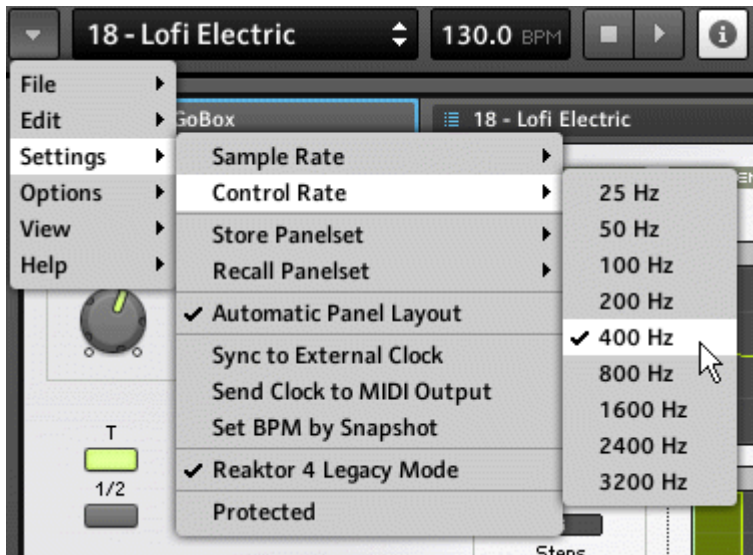 18 - Lofi Electric
130.0 BPM
File
Edit
Settings
Options
View
Help
GoBox
18 - Lofi Electric
Sample Rate
Control Rate
Store Panelset
Recall Panelset
Automatic Panel Layout
Sync to External Clock
Send Clock to MIDI Output
Set BPM by Snapshot
Reaktor 4 Legacy Mode
Protected
25 Hz
50 Hz
100 Hz
200 Hz
400 Hz
800 Hz
1600 Hz
2400 Hz
3200 Hz
T
1/2
Steps